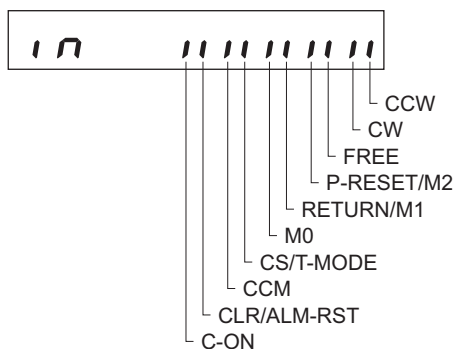 In
CCW
CW
FREE
P-RESET/M2
RETURN/M1
M0
CS/T-MODE
CCM
CLR/ALM-RST
C-ON